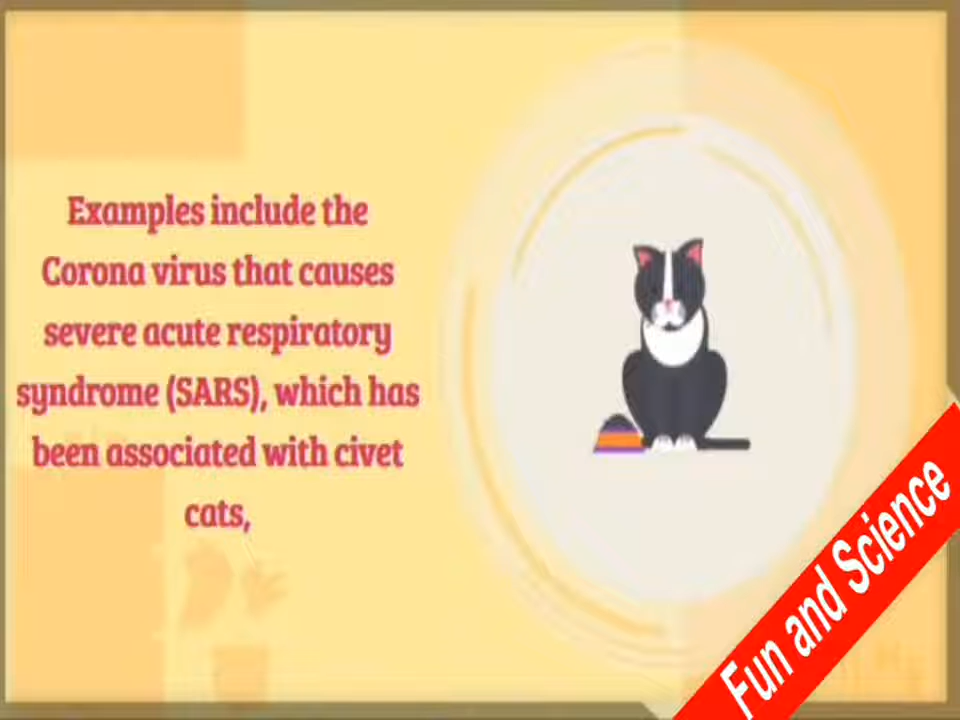 Examples include the
Corona virus that causes
severe acute respiratory
syndrome (SARS), which has
been associated with civet
cats,
Fun and Science